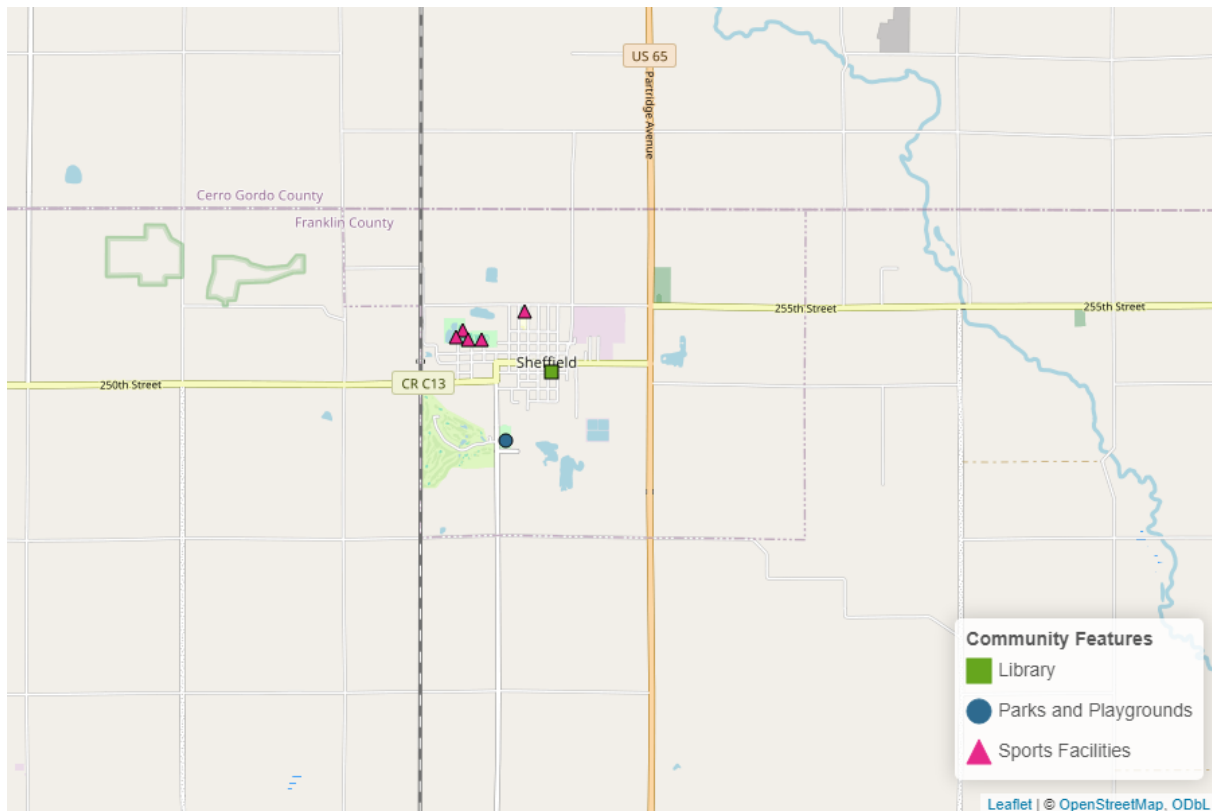 US 65
Partridge Avenue
Cerro Gordo County
Franklin County
255th Street
255th Street
Sheffield
250th Street
CR C13
Community Features
Library
Parks and Playgrounds
Sports Facilities
Leaflet | © OpenStreetMap, ODbL